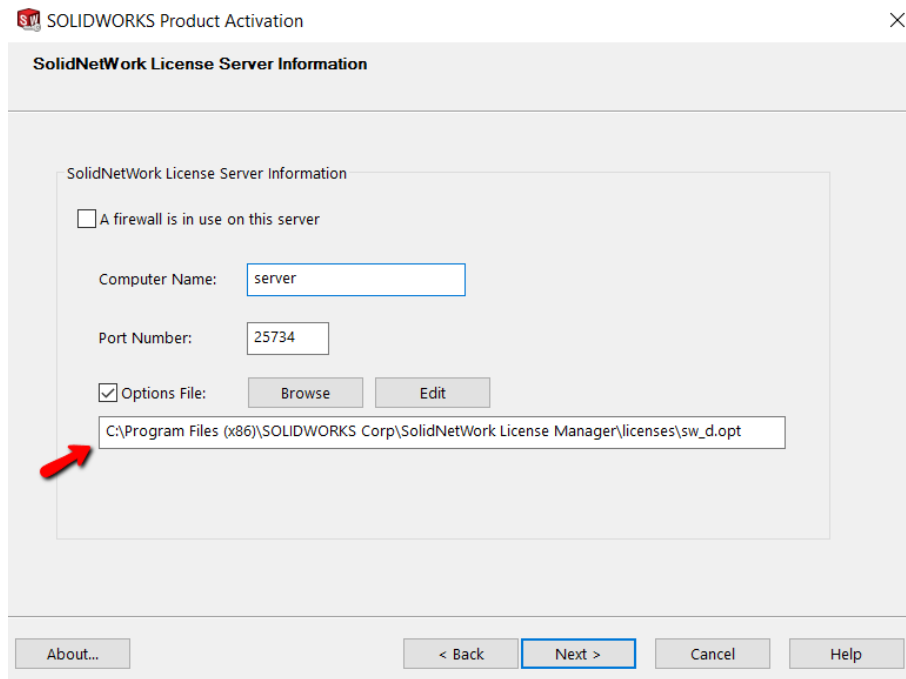 SOLIDWORKS Product Activation
SolidNetWork License Server Information
SolidNetWork License Server Information
A firewall is in use on this server
Computer Name: server
Port Number: 25734
Options File: Browse Edit
C:\Program Files (x86)\SOLIDWORKS Corp\SolidNetWork License Manager\licenses\sw_d.opt
About... < Back Next > Cancel Help